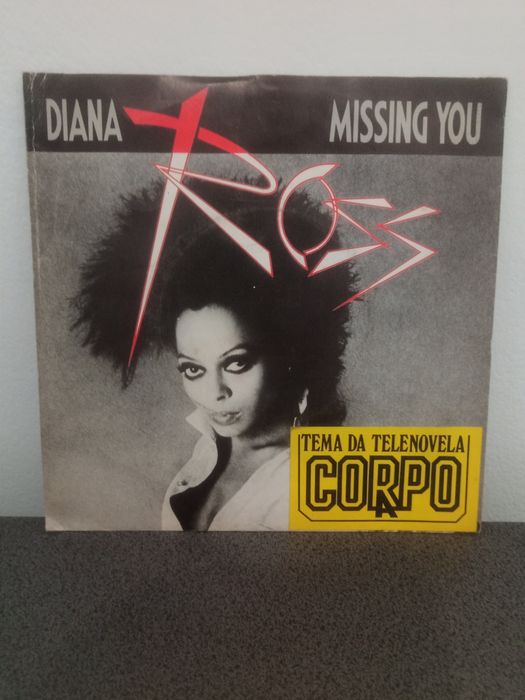 DIANA ROSS MISSING YOU
TEMA DA TELENOVELA
CORPO A